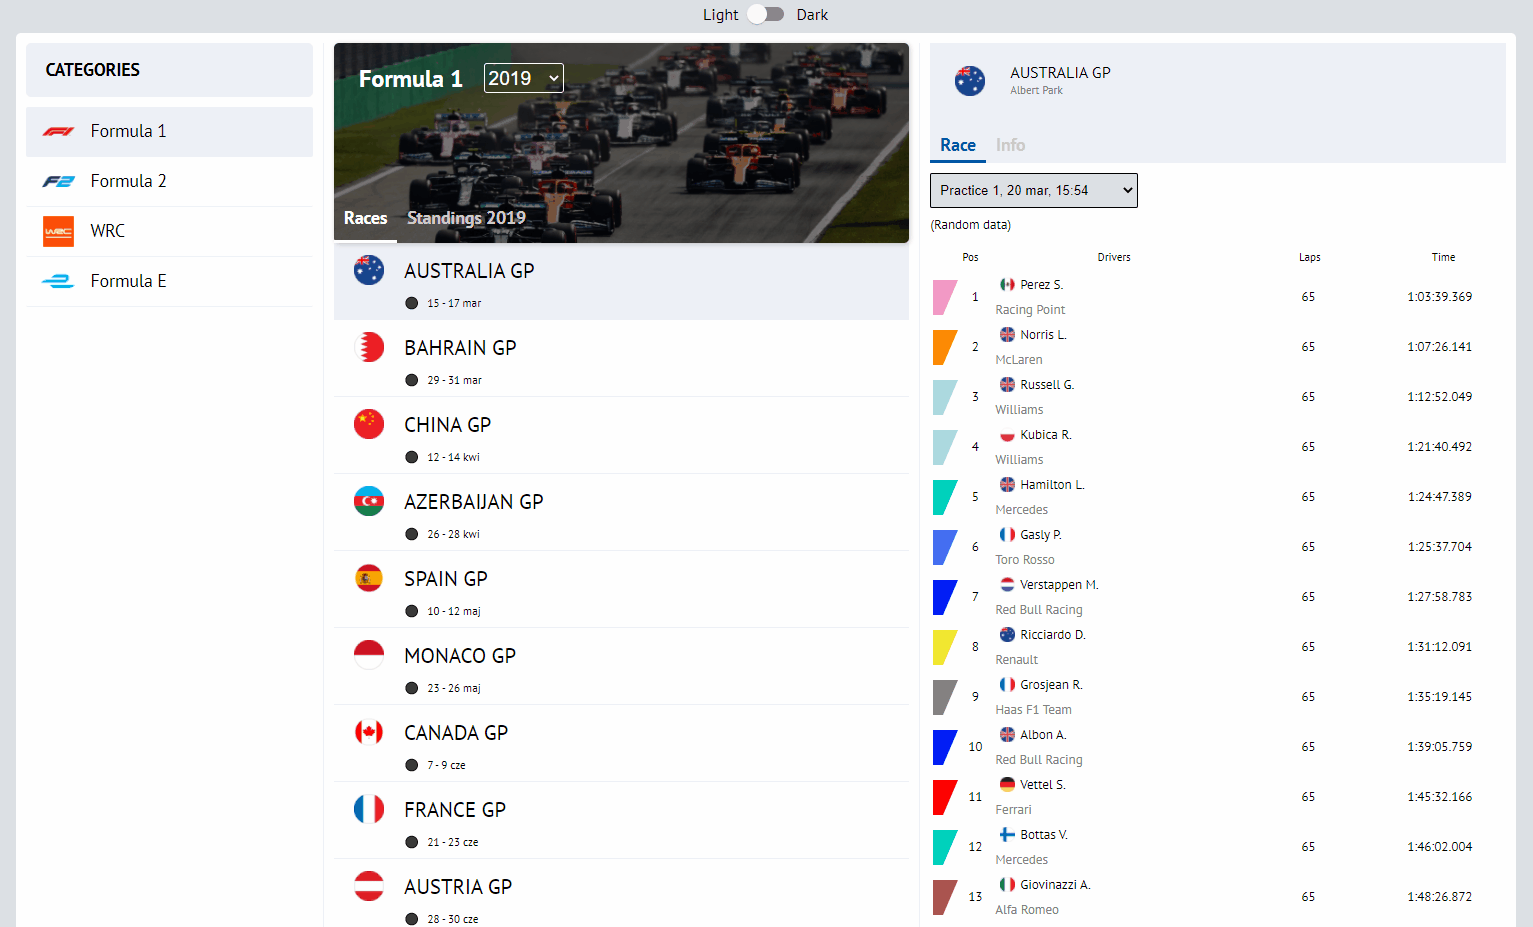 Light Dark
CATEGORIES
Formula 1
Formula 2
WRC
WRC
Formula E
Formula 1 2019
Races Standings 2019
AUSTRALIA GP
15 - 17 mar
BAHRAIN GP
29 - 31 mar
CHINA GP
12 - 14 kwi
AZERBAIJAN GP
26 - 28 kwi
SPAIN GP
10 - 12 maj
MONACO GP
23 - 26 maj
CANADA GP
7 - 9 cze
FRANCE GP
21 - 23 cze
AUSTRIA GP
28 - 30 cze
AUSTRALIA GP
Albert Park
Race Info
Practice 1, 20 mar, 15:54
(Random data)
Pos Drivers Laps Time
1 Perez S. 65 1:03:39.369
Racing Point
2 Norris L. 65 1:07:26.141
McLaren
3 Russell G. 65 1:12:52.049
Williams
4 Kubica R. 65 1:21:40.492
Williams
5 Hamilton L. 65 1:24:47.389
Mercedes
6 Gasly P. 65 1:25:37.704
Toro Rosso
7 Verstappen M. 65 1:27:58.783
Red Bull Racing
8 Ricciardo D. 65 1:31:12.091
Renault
9 Grosjean R. 65 1:35:19.145
Haas F1 Team
10 Albon A. 65 1:39:05.759
Red Bull Racing
11 Vettel S. 65 1:45:32.166
Ferrari
12 Bottas V. 65 1:46:02.004
Mercedes
13 Giovinazzi A. 65 1:48:26.872
Alfa Romeo